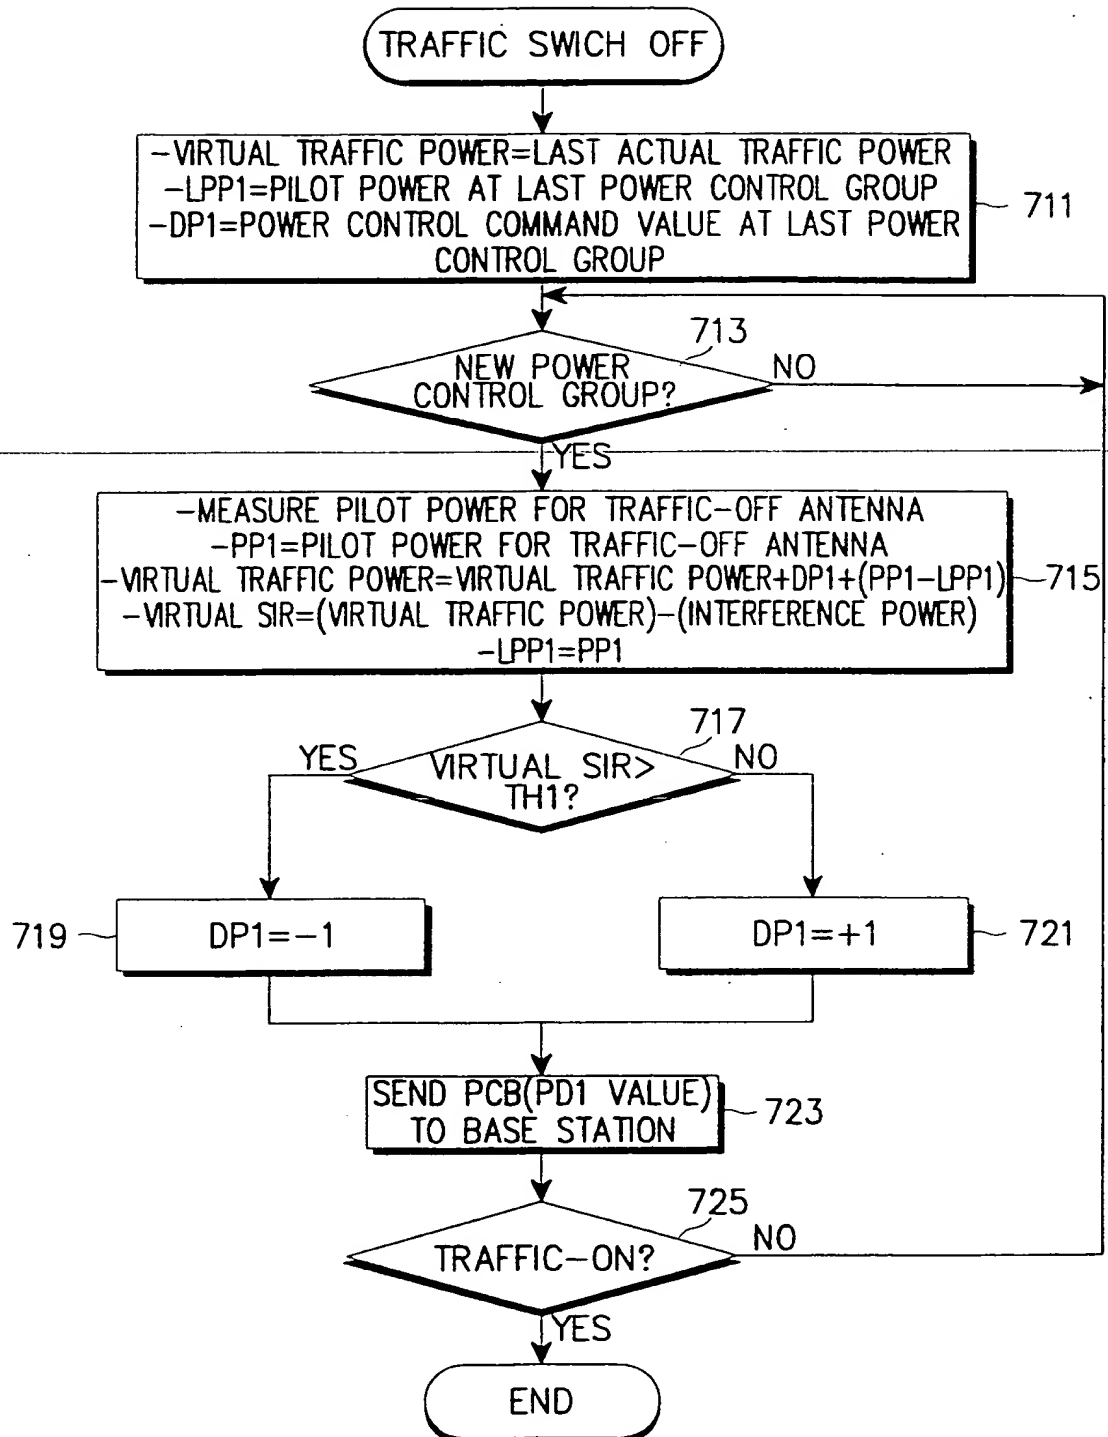 TRAFFIC SWICH OFF
-VIRTUAL TRAFFIC POWER=LAST ACTUAL TRAFFIC POWER
-LPP1=PILOT POWER AT LAST POWER CONTROL GROUP
-DP1=POWER CONTROL COMMAND VALUE AT LAST POWER
CONTROL GROUP
711
713
NEW POWER
CONTROL GROUP?
NO
YES
-MEASURE PILOT POWER FOR TRAFFIC-OFF ANTENNA
-PP1=PILOT POWER FOR TRAFFIC-OFF ANTENNA
-VIRTUAL TRAFFIC POWER=VIRTUAL TRAFFIC POWER+DP1+(PP1-LPP1)
-VIRTUAL SIR=(VIRTUAL TRAFFIC POWER)-(INTERFERENCE POWER)
-LPP1=PP1
715
717
YES
VIRTUAL SIR>
TH1?
NO
719
DP1=-1
DP1=+1
721
SEND PCB(PD1 VALUE)
TO BASE STATION
723
725
TRAFFIC-ON?
NO
YES
END